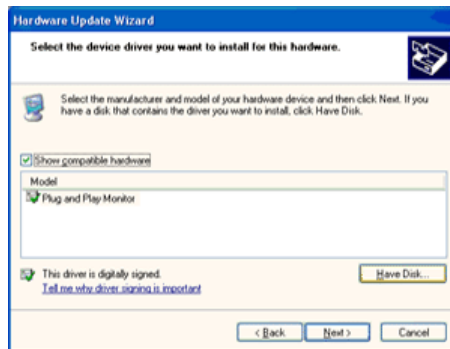 Hardware Update Wizard
Select the device driver you want to install for this hardware.
Select the manufacturer and model of your hardware device and then click Next. If you
have a disk that contains the driver you want to install, click Have Disk.
Show compatible hardware
Model
Plug and Play Monitor
This driver is digitally signed.
Tell me why driver signing is important
Have Disk...
< Back
Next >
Cancel